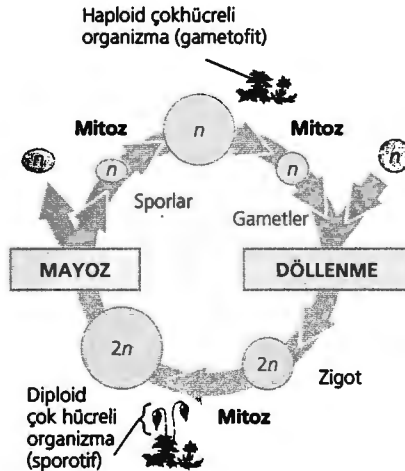 Haploid çokhücreli
organizma (gametofit)
Mitoz
n
Mitoz
n
n
n
n
Sporlar
Gametler
MAYOZ
DÖLLENME
2n
2n
Zigot
Diploid
çok hücreli
organizma
(sporotif)
Mitoz